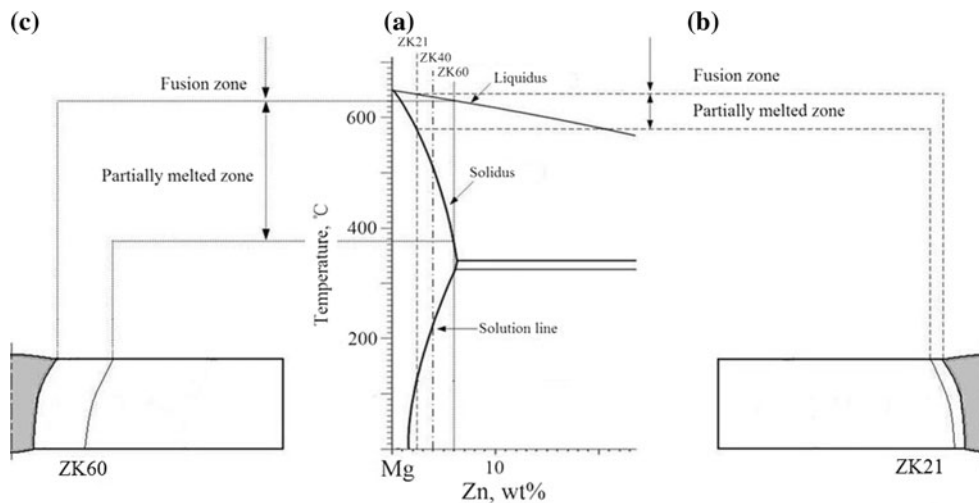 (c)
(a)
(b)
ZK21
ZK40
ZK60
Fusion zone
Liquidus
Fusion zone
Partially melted zone
600
Partially melted zone
Solidus
400
Temperature, ℃
Solution line
200
ZK60
Mg
10
ZK21
Zn, wt%